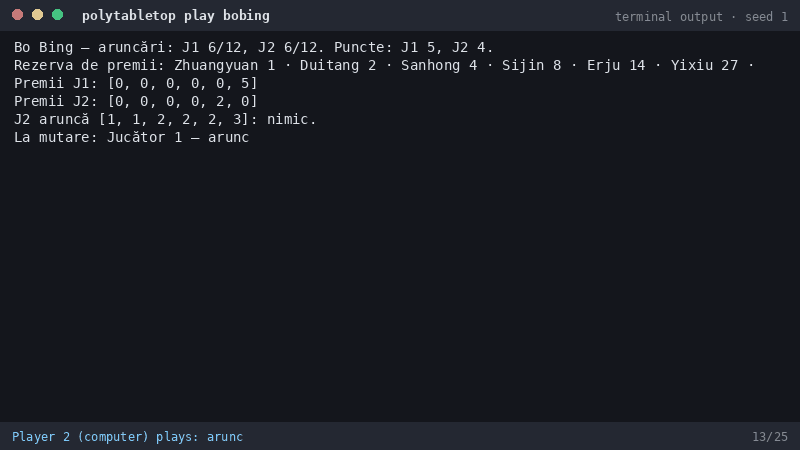 polytabletop play bobing
terminal output · seed 1
Bo Bing — aruncări: J1 6/12, J2 6/12. Puncte: J1 5, J2 4.
Rezerva de premii: Zhuangyuan 1 · Duitang 2 · Sanhong 4 · Sijin 8 · Erju 14 · Yixiu 27 ·
Premii J1: [0, 0, 0, 0, 0, 5]
Premii J2: [0, 0, 0, 0, 2, 0]
J2 aruncă [1, 1, 2, 2, 2, 3]: nimic.
La mutare: Jucător 1 — arunc
Player 2 (computer) plays: arunc
13/25